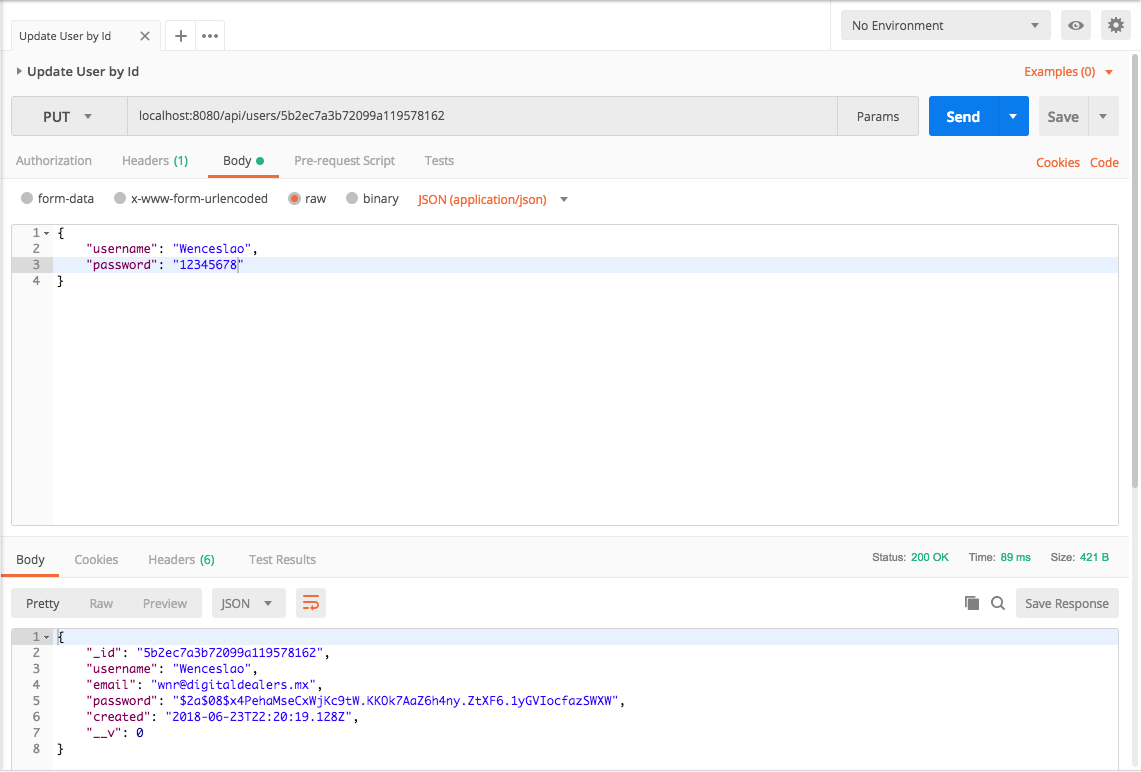 Update User by Id
No Environment
Update User by Id
Examples (0)
PUT localhost:8080/api/users/5b2ec7a3b72099a119578162 Params Send Save
Authorization Headers (1) Body Pre-request Script Tests Cookies Code
form-data x-www-form-urlencoded raw binary JSON (application/json)
1 {
2 "username": "Wenceslao",
3 "password": "12345678"
4 }
Body Cookies Headers (6) Test Results Status: 200 OK Time: 89 ms Size: 421 B
Pretty Raw Preview JSON Save Response
1 {
2 "_id": "5b2ec7a3b72099a119578162",
3 "username": "Wenceslao",
4 "email": "wnr@digitaldealers.mx",
5 "password": "$2a$08$x4PehaMseCxWjKc9tW.KKOk7AaZ6h4ny.ZtXF6.1yGVIocfazSWXW",
6 "created": "2018-06-23T22:20:19.128Z",
7 "__v": 0
8 }